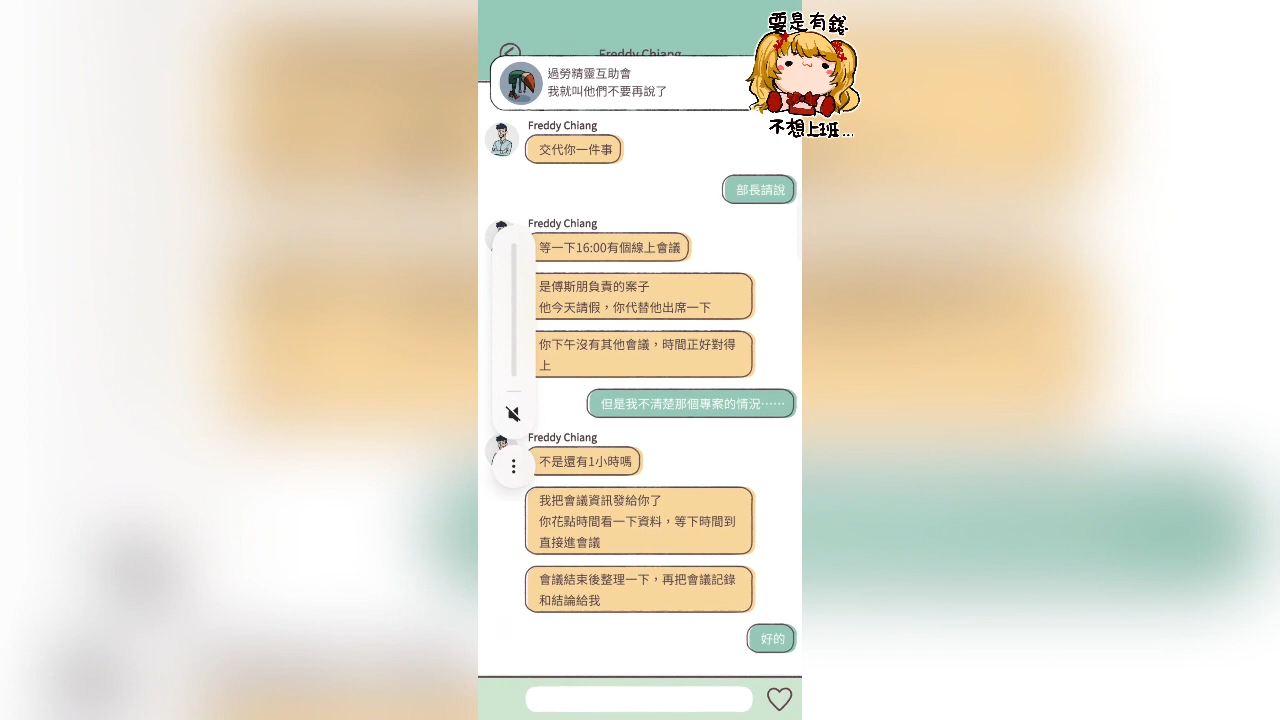 要是有錢
不想上班...
Freddy Chiang
過勞精靈互助會
我就叫他們不要再說了
Freddy Chiang
交代你一件事
部長請說
Freddy Chiang
等一下16:00有個線上會議
是傅斯朋負責的案子
他今天請假，你代替他出席一下
你下午沒有其他會議，時間正好對得
上
但是我不清楚那個專案的情況⋯⋯
Freddy Chiang
不是還有1小時嗎
我把會議資訊發給你了
你花點時間看一下資料，等下時間到
直接進會議
會議結束後整理一下，再把會議記錄
和結論給我
好的